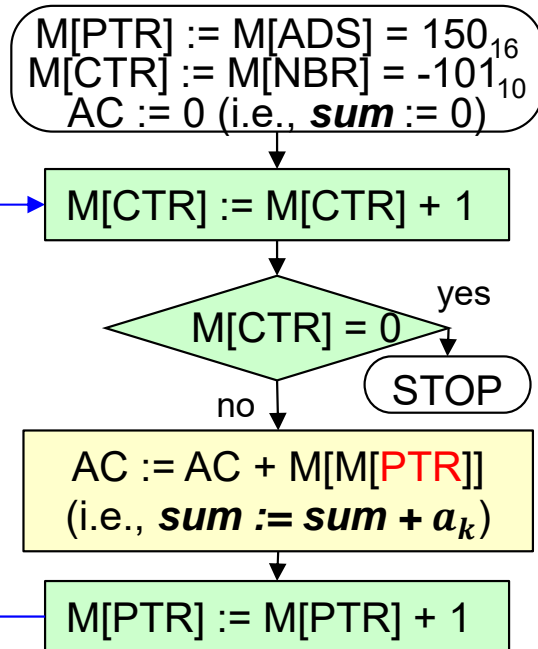 M[PTR] := M[ADS] = 150₁₆
M[CTR] := M[NBR] = -101₁₀
AC := 0 (i.e., sum := 0)
M[CTR] := M[CTR] + 1
M[CTR] = 0
yes
STOP
no
AC := AC + M[M[PTR]]
(i.e., sum := sum + aₖ)
M[PTR] := M[PTR] + 1